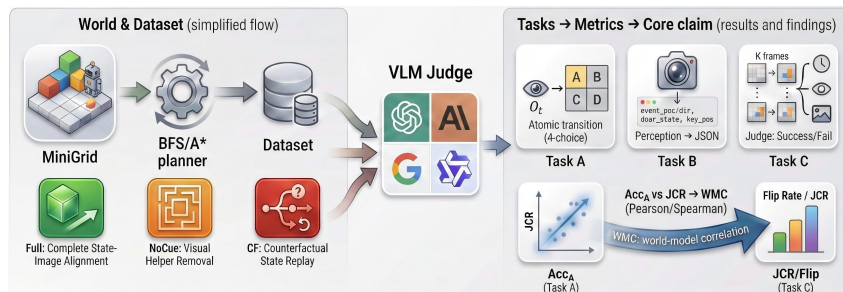 World & Dataset (simplified flow)
MiniGrid
BFS/A*
planner
Dataset
Full: Complete State-
Image Alignment
NoCue: Visual
Helper Removal
CF: Counterfactual
State Replay
VLM Judge
Tasks → Metrics → Core claim (results and findings)
O_t
A B
C D
Atomic transition
(4-choice)
Task A
event_poc/dir,
doar_state, key_pos
Perception → JSON
Task B
K frames
Judge: Success/Fail
Task C
JCR
Acc_A
(Task A)
Acc_A vs JCR → WMC
(Pearson/Spearman)
WMC: world-model correlation
Flip Rate / JCR
JCR/Flip
(Task C)